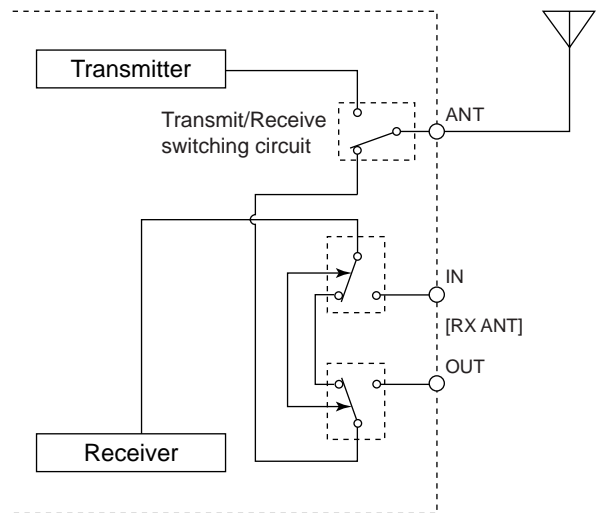 Transmitter
ANT
Transmit/Receive
switching circuit
IN
[RX ANT]
OUT
Receiver